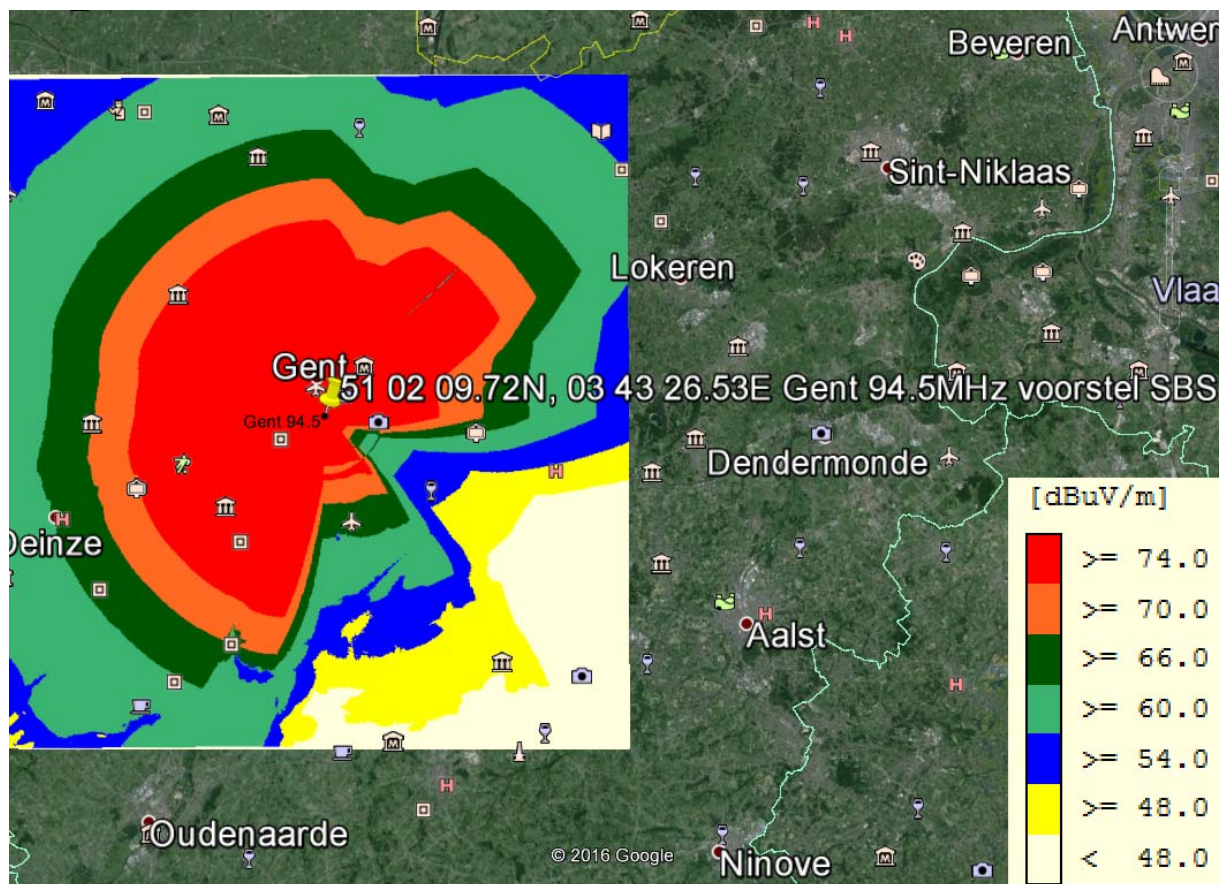 Beveren
Antwer
Sint-Niklaas
Lokeren
Vlaa
Gent
51 02 09.72N, 03 43 26.53E Gent 94.5MHz voorstel SBS
Gent 94.5
Dendermonde
[dBuV/m]
>= 74.0
>= 70.0
>= 66.0
>= 60.0
>= 54.0
>= 48.0
< 48.0
Deinze
Aalst
Oudenaarde
© 2016 Google
Ninove